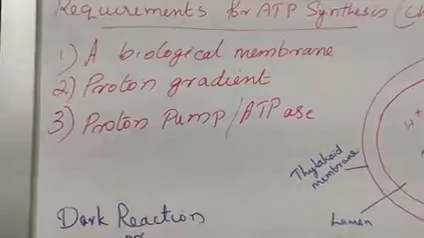 Requirements for ATP Synthesis
1) A biological membrane
2) Proton gradient
3) Proton Pump/ATPase
Thylakoid
membrane
H+
Lumen
Dark Reaction